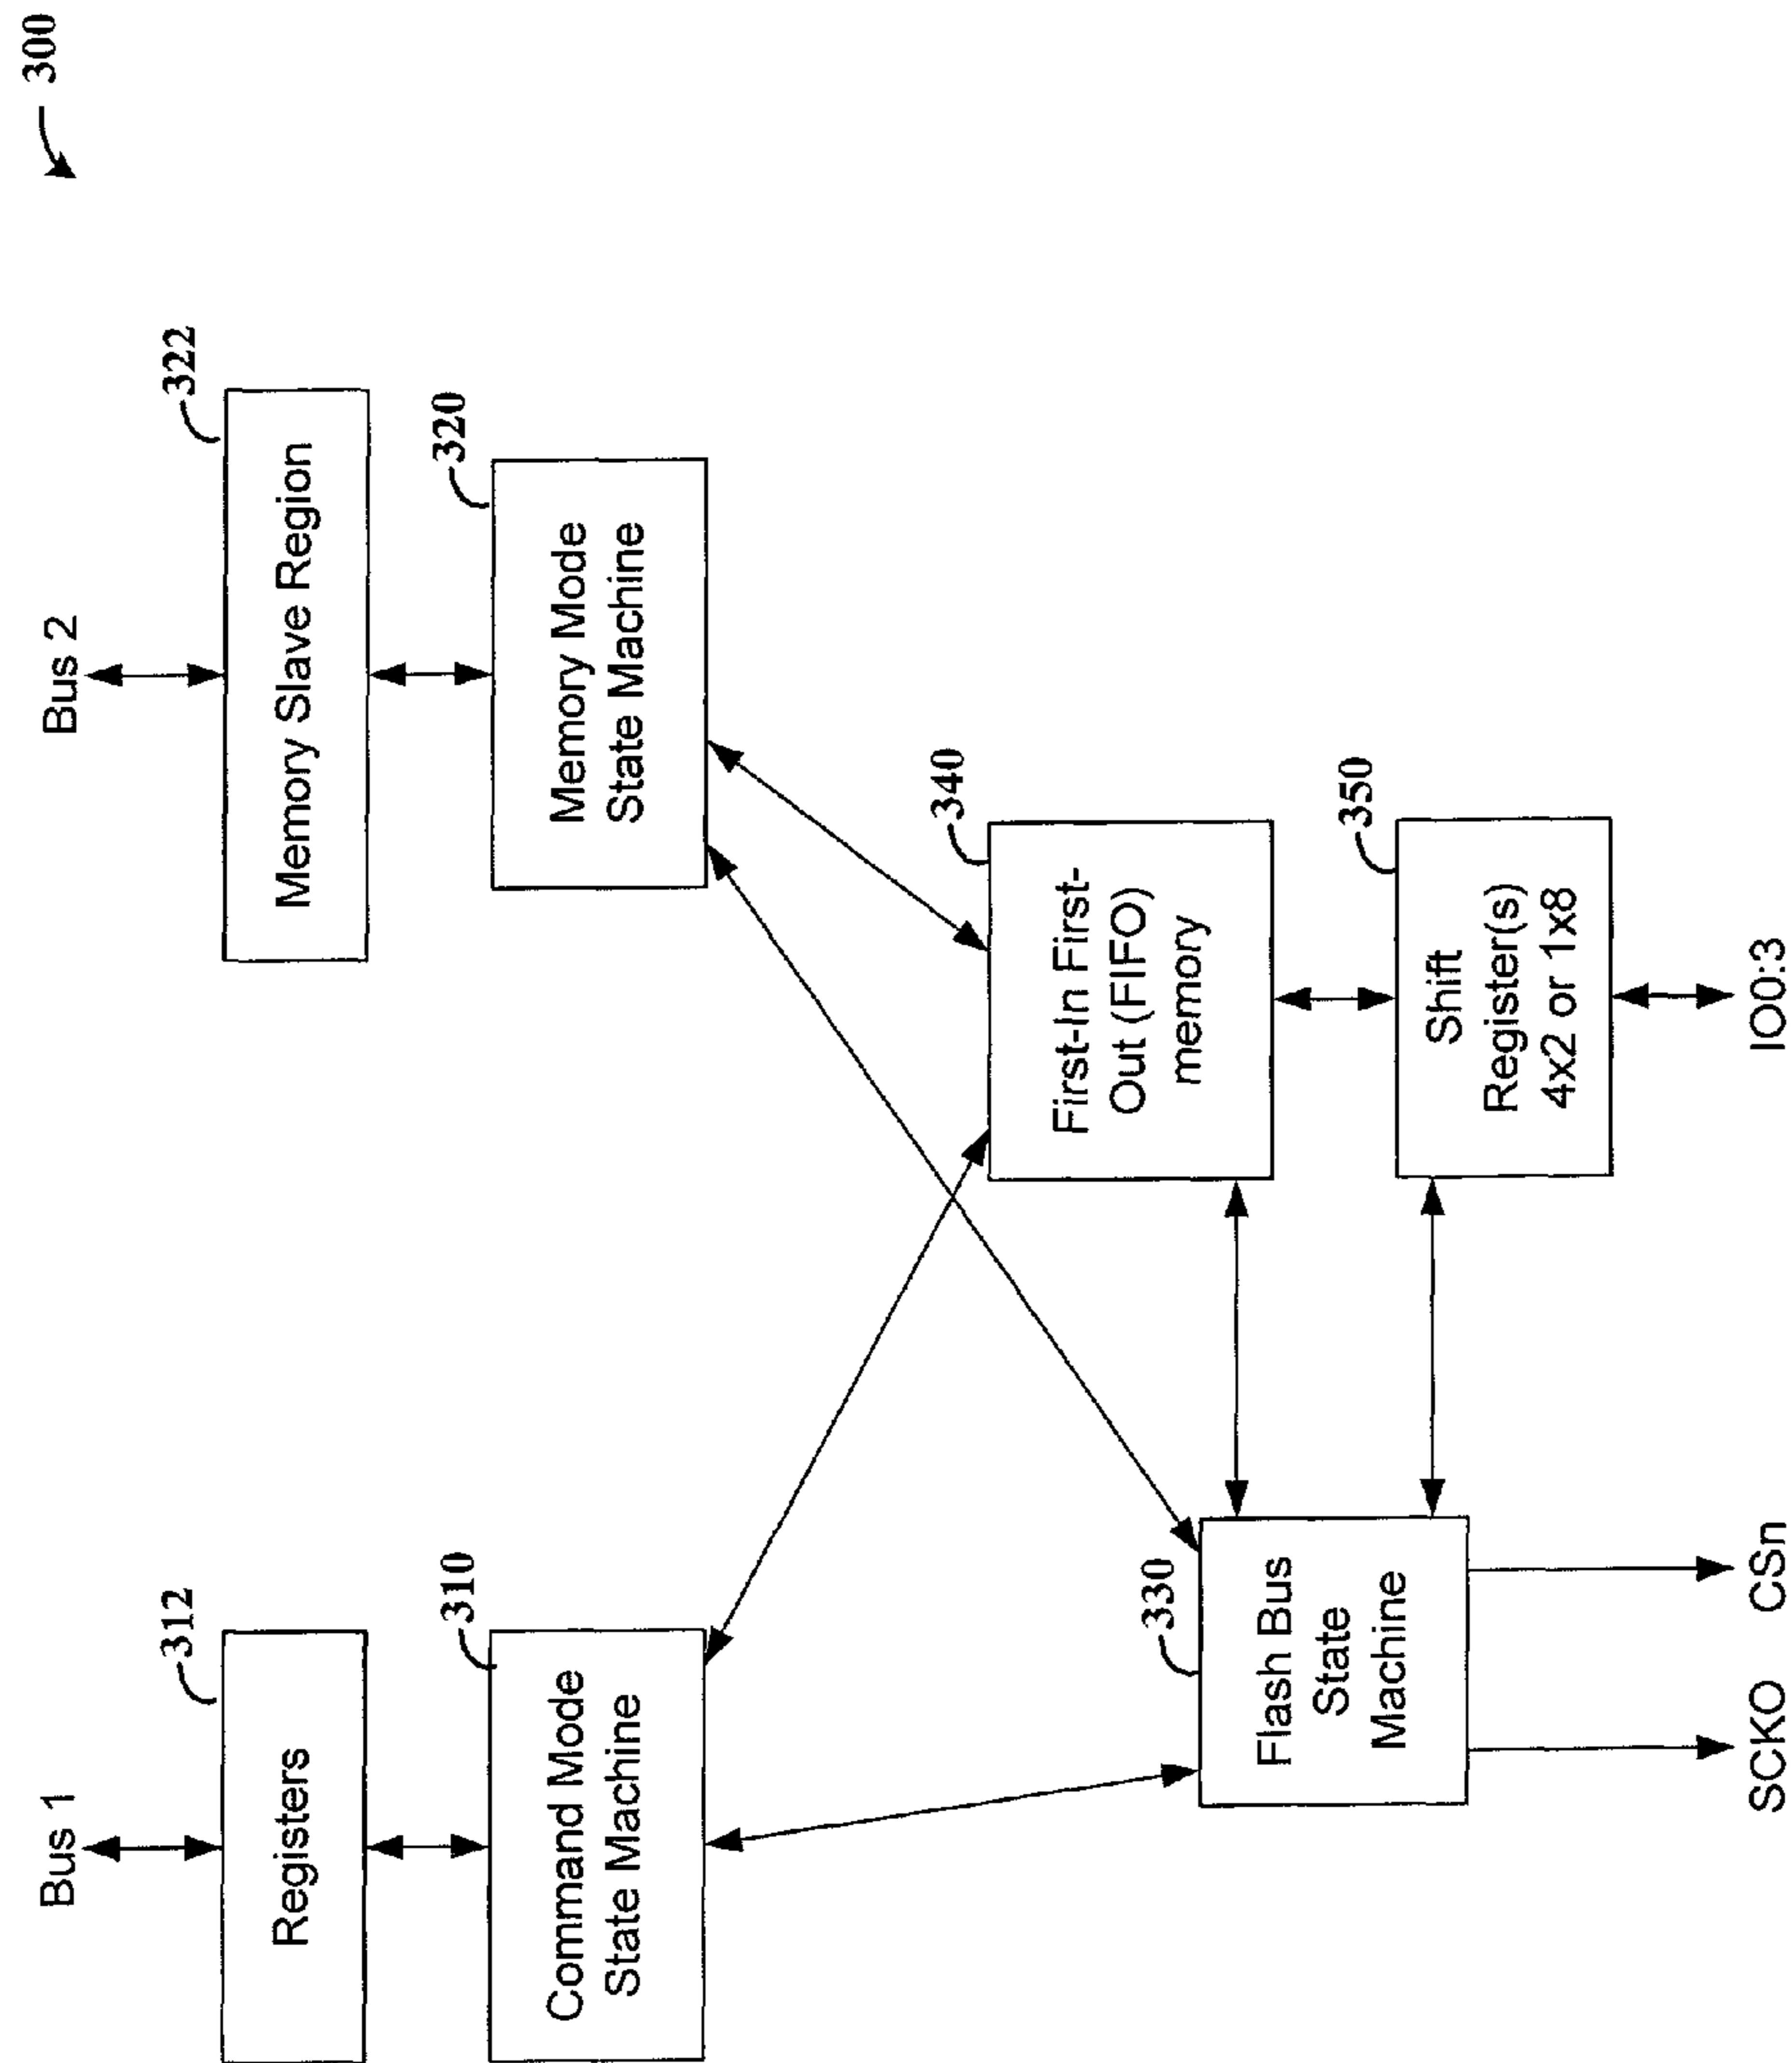 300
Bus 1
Bus 2
312
322
Registers
Memory Slave Region
310
320
Command Mode
State Machine
Memory Mode
State Machine
340
First-In First-
Out (FIFO)
memory
330
Flash Bus
State
Machine
350
Shift
Register(s)
4x2 or 1x8
SCKO
CSn
IO0:3